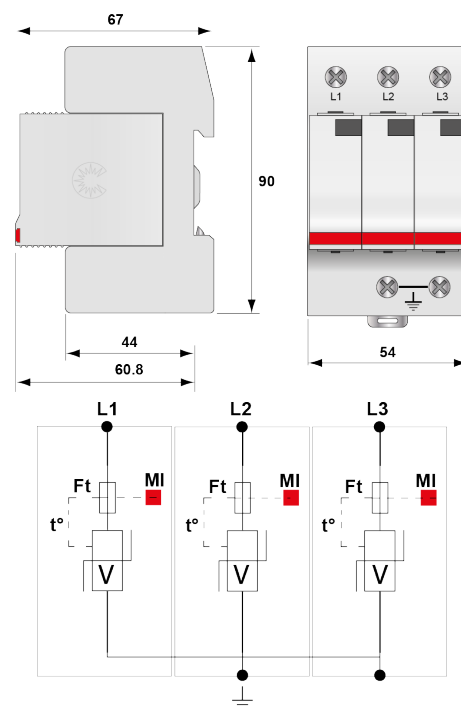 67
L1 L2 L3
90
44
60.8
54
L1 L2 L3
Ft MI Ft MI Ft MI
t° t° t°
V V V